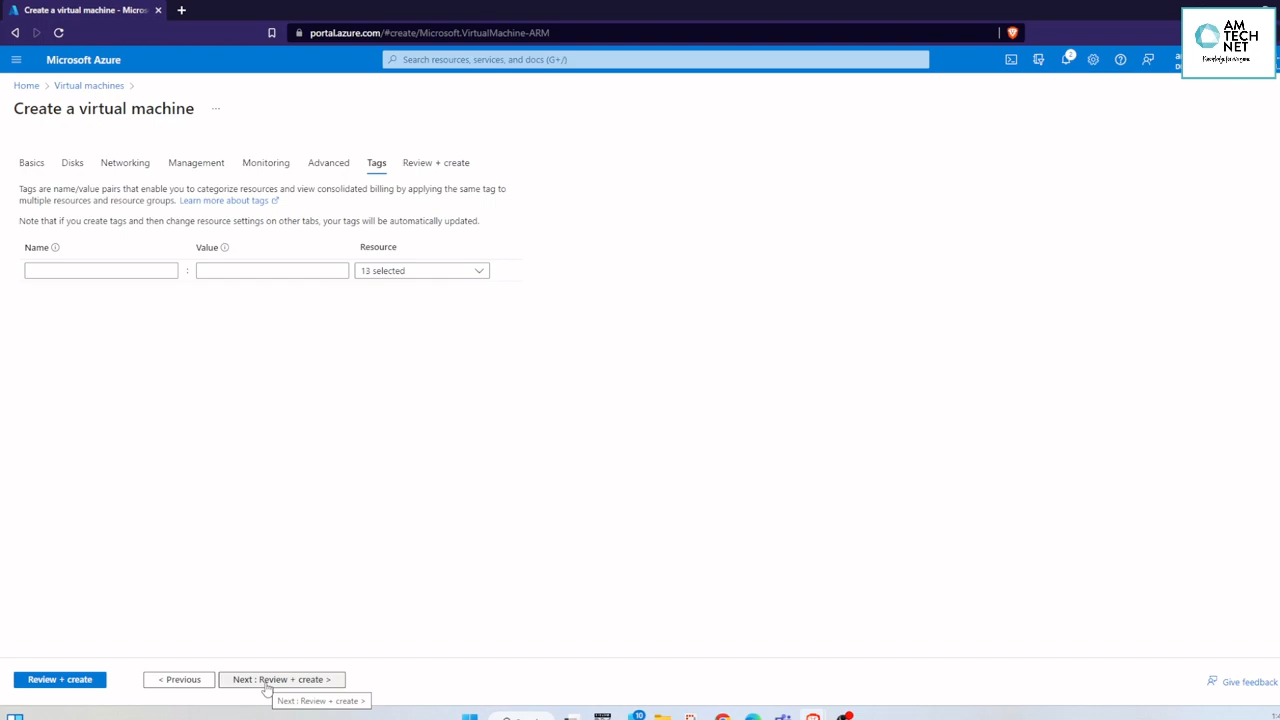 Create a virtual machine - Micros
portal.azure.com/#create/Microsoft.VirtualMachine-ARM
AM
TECH
NET
Microsoft Azure
Search resources, services, and docs (G+/)
2
Home > Virtual machines >
Create a virtual machine ...
Basics Disks Networking Management Monitoring Advanced Tags Review + create
Tags are name/value pairs that enable you to categorize resources and view consolidated billing by applying the same tag to
multiple resources and resource groups. Learn more about tags
Note that if you create tags and then change resource settings on other tabs, your tags will be automatically updated.
Name Value Resource
: 13 selected
Review + create < Previous Next : Review + create > Give feedback
Next : Review + create >
10